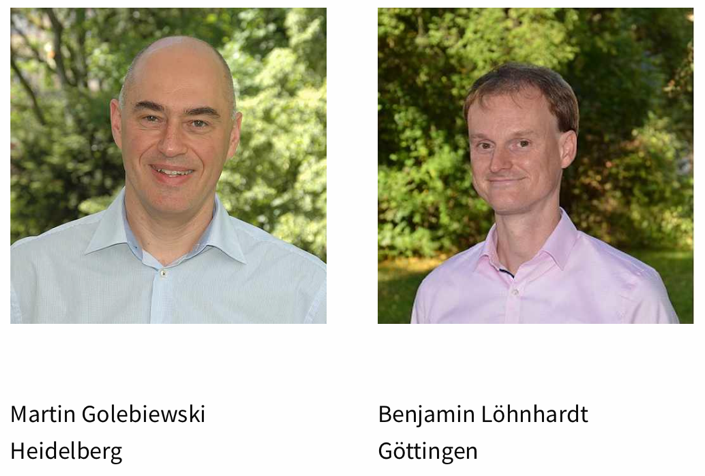 Martin Golebiewski
Heidelberg
Benjamin Löhnhardt
Göttingen